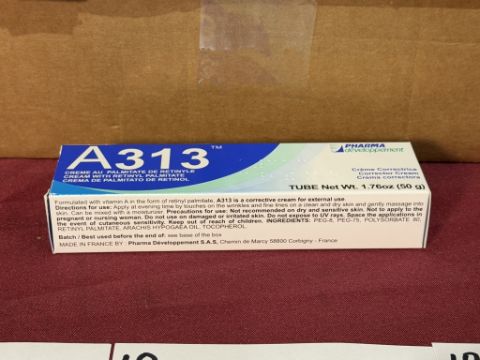 A313™
CREME AU PALMITATE DE RETINYLE
CREAM WITH RETINYL PALMITATE
CREMA DE PALMITATO DE RETINOL
PHARMA
développement
Crème Correctrice
Corrector Cream
Crema correctora
TUBE Net Wt. 1.76oz (50 g)
Formulated with vitamin A in the form of retinyl palmitate. A313 is a corrective cream for external use.
Directions for use: Apply at evening time by touches on the wrinkles and fine lines on a clean and dry skin and gently massage into
skin. Can be mixed with a moisturizer. Precautions for use: Not recommended on dry and sensitive skin. Not to apply to the
pregnant or nursing woman. Do not use on damaged or irritated skin. Do not expose to UV rays. Space the applications in
the event of cutaneous sensitivity. Keep out of reach of children. INGREDIENTS: PEG-8, PEG-75, POLYSORBATE 80,
RETINYL PALMITATE, ARACHIS HYPOGAEA OIL, TOCOPHEROL.
Batch / Best used before the end of: see base of the box
MADE IN FRANCE BY : Pharma Développement S.A.S, Chemin de Marcy 58800 Corbigny - France